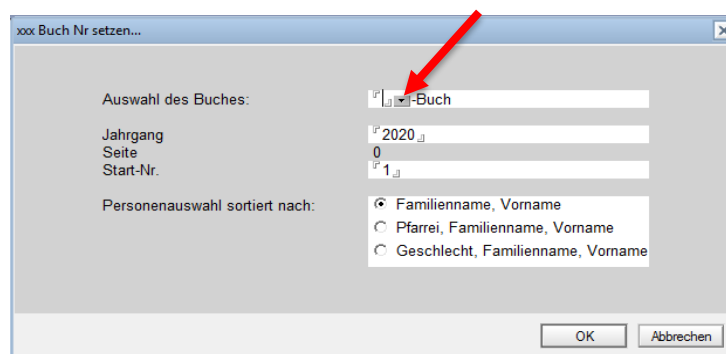 xxx Buch Nr setzen...
Auswahl des Buches: -Buch
Jahrgang 2020
Seite 0
Start-Nr. 1
Personenauswahl sortiert nach: Familienname, Vorname
Pfarrei, Familienname, Vorname
Geschlecht, Familienname, Vorname
OK Abbrechen